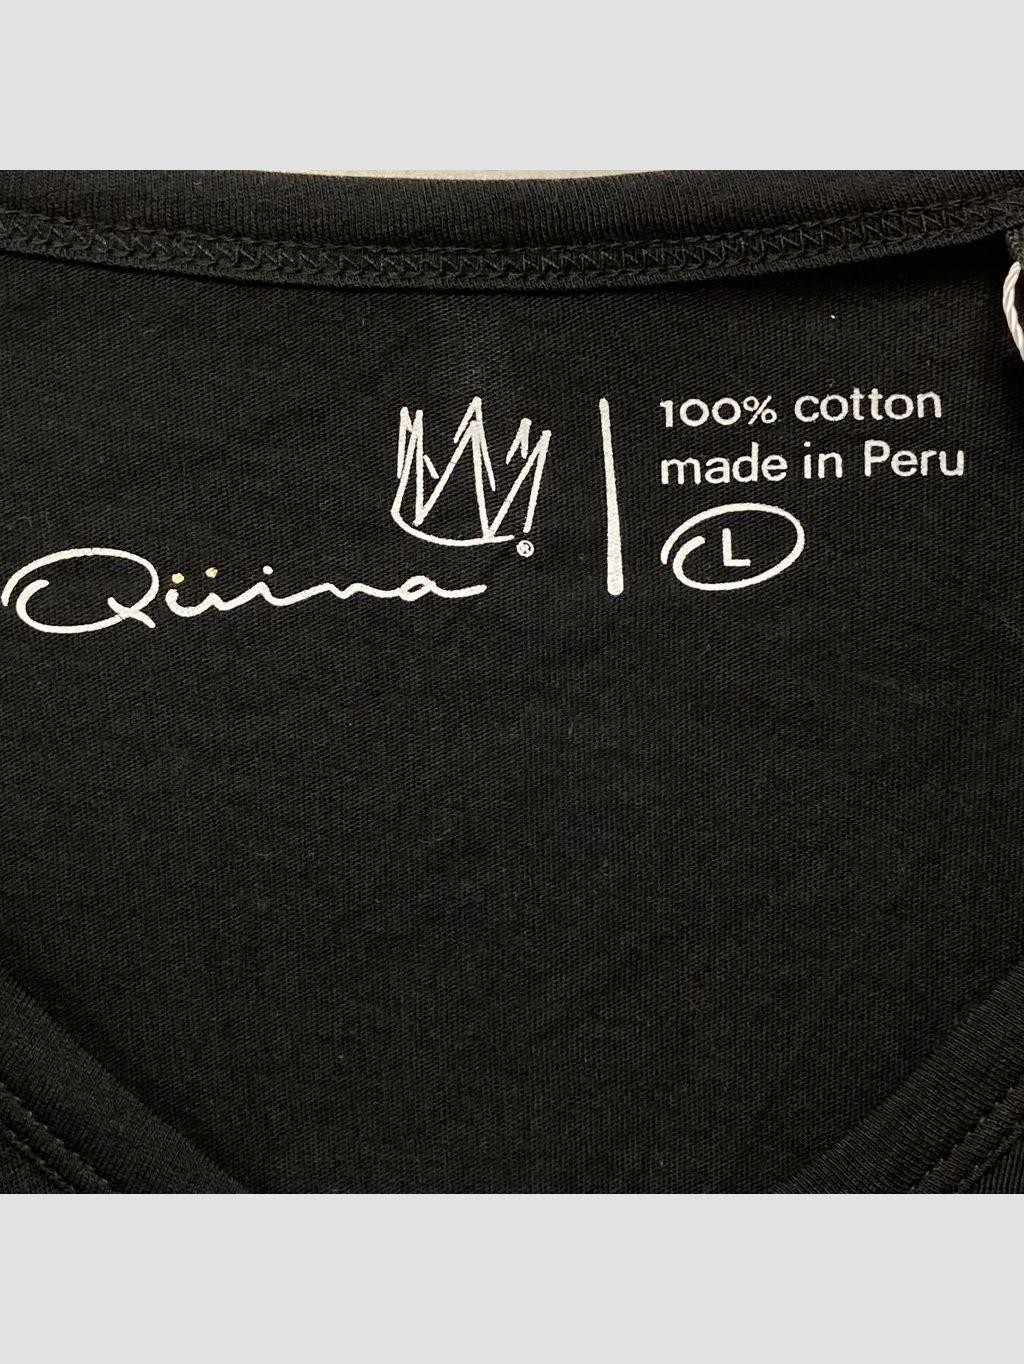 Qüina
®
100% cotton
made in Peru
L